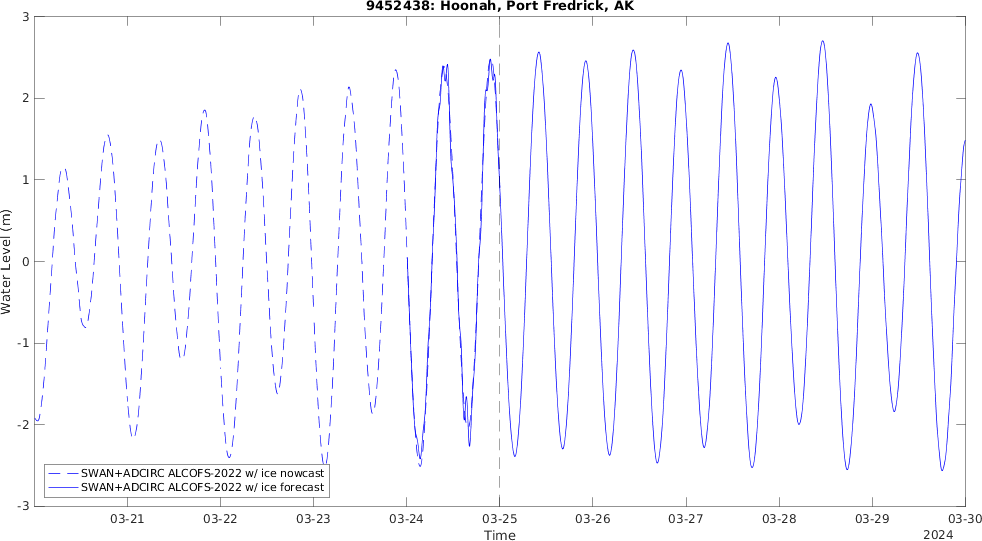 9452438: Hoonah, Port Fredrick, AK
Water Level (m)
3
2
1
0
-1
-2
-3
SWAN+ADCIRC ALCOFS-2022 w/ ice nowcast
SWAN+ADCIRC ALCOFS-2022 w/ ice forecast
03-21 03-22 03-23 03-24 03-25 03-26 03-27 03-28 03-29 03-30
Time
2024